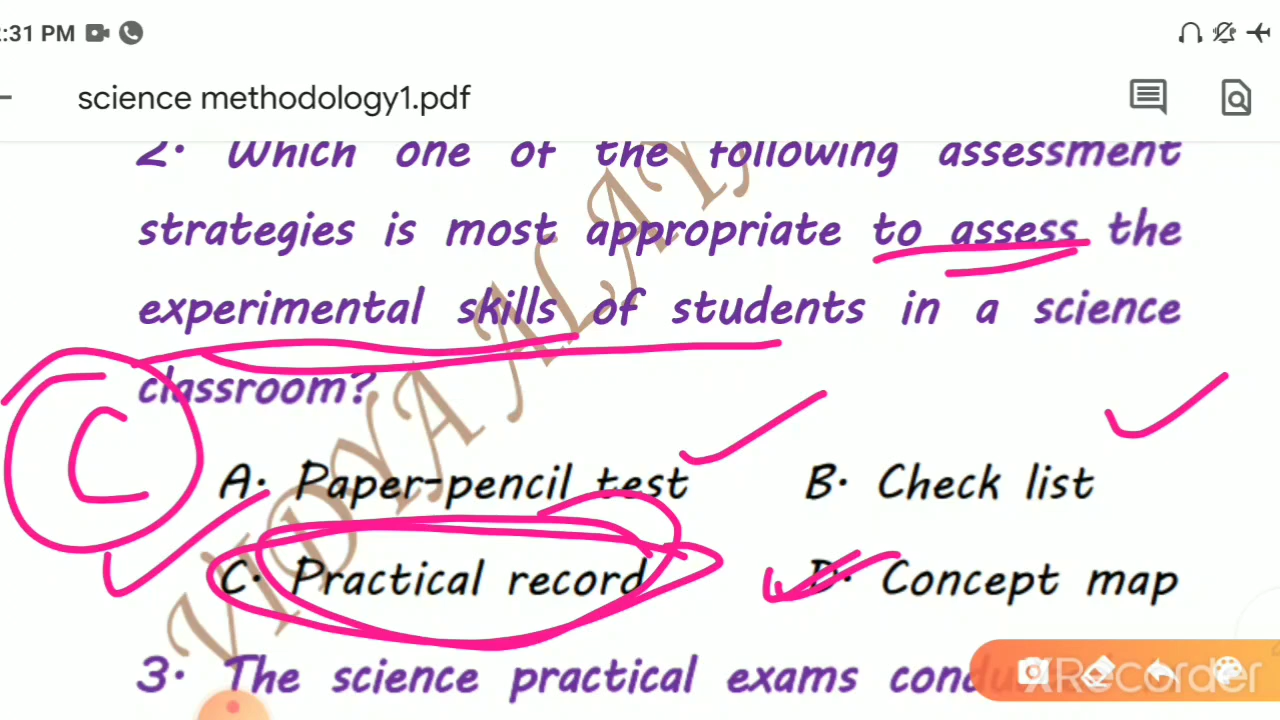 :31 PM
science methodology1.pdf
2. Which one of the following assessment
strategies is most appropriate to assess the
experimental skills of students in a science
classroom?
C
A. Paper-pencil test B. Check list
C. Practical record D. Concept map
3. The science practical exams
VIDYALAY
XRecorder